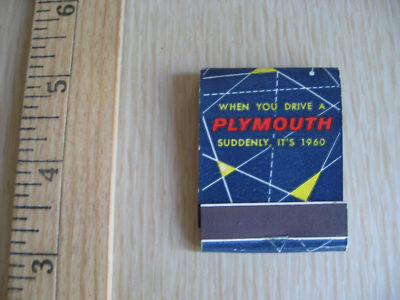 WHEN YOU DRIVE A
PLYMOUTH
SUDDENLY, IT'S 1960
6
5
4
3